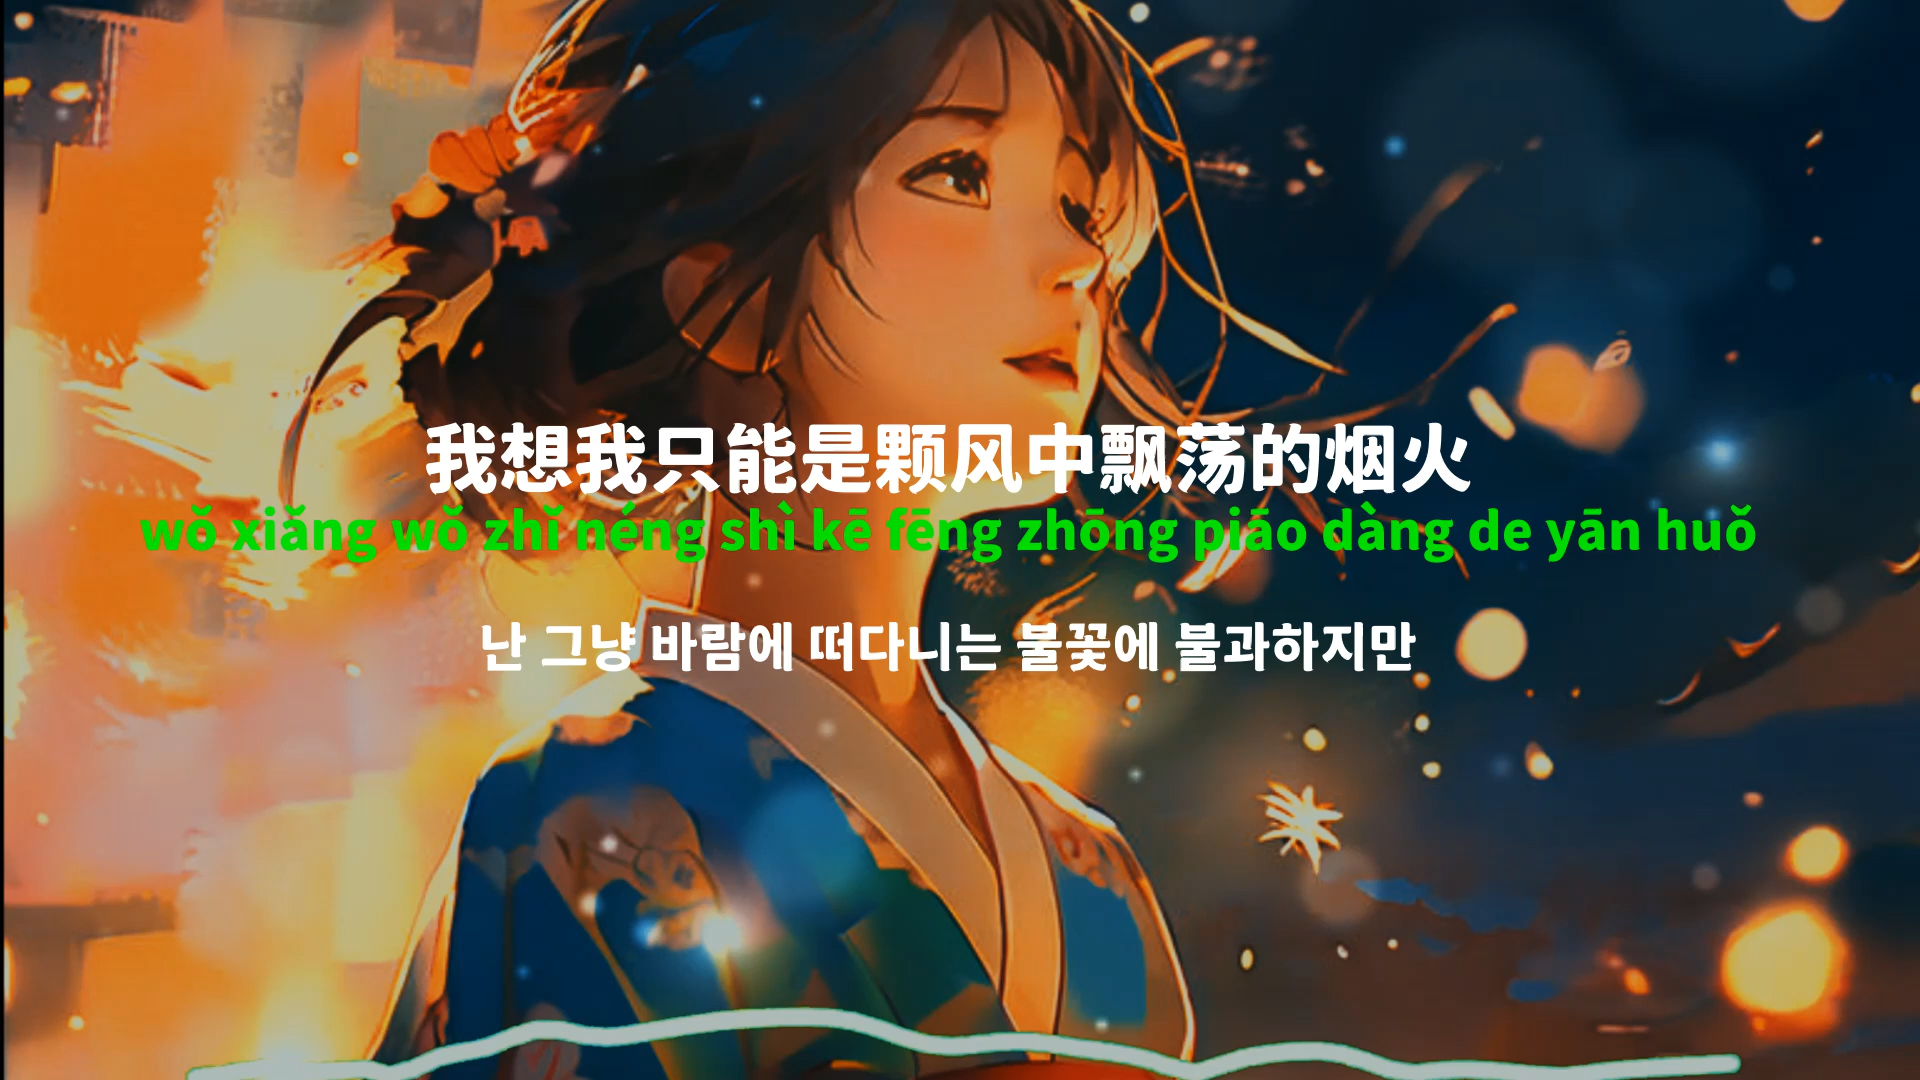 我想我只能是颗风中飘荡的烟火
wǒ xiǎng wǒ zhǐ néng shì kē fēng zhōng piāo dàng de yān huǒ
난 그냥 바람에 떠다니는 불꽃에 불과하지만